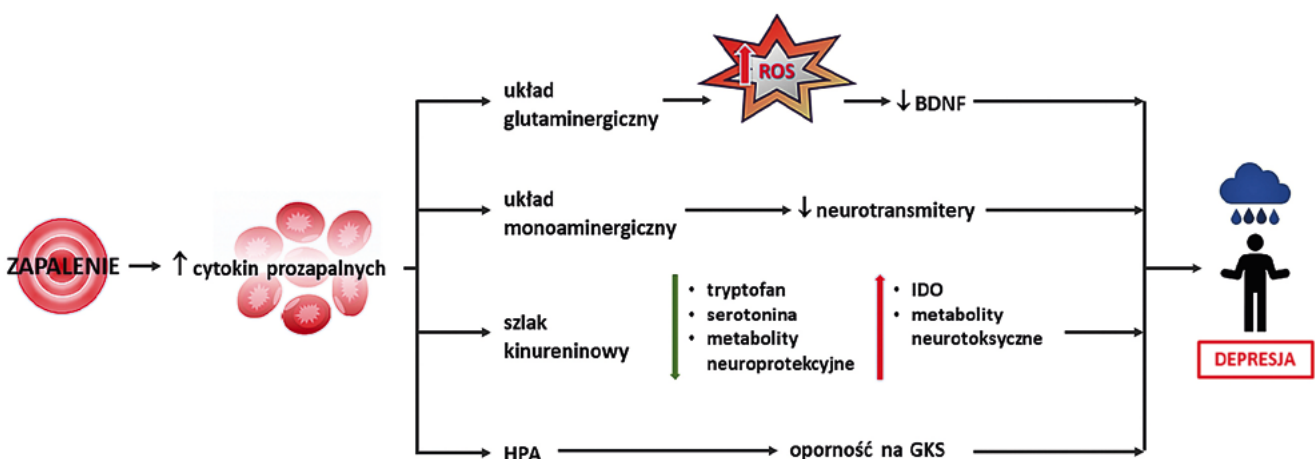 ZAPALENIE
↑ cytokin prozapalnych
układ
glutaminergiczny
ROS
↓ BDNF
układ
monoaminergiczny
↓ neurotransmitery
szlak
kinureninowy
• tryptofan
• serotonina
• metabolity
neuroprotekcyjne
• IDO
• metabolity
neurotoksyczne
HPA
oporność na GKS
DEPRESJA